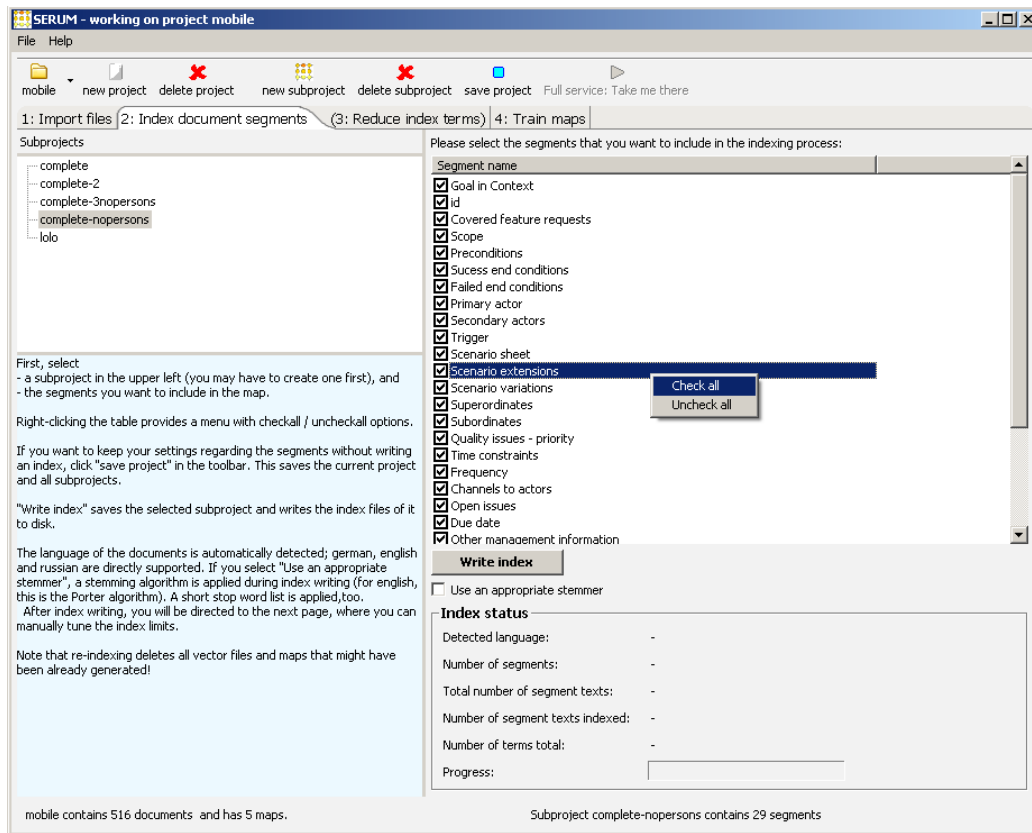 SERUM - working on project mobile
File Help
mobile new project delete project new subproject delete subproject save project Full service: Take me there
1: Import files 2: Index document segments (3: Reduce index terms) 4: Train maps
Subprojects
complete
complete-2
complete-3nopersons
complete-nopersons
lolo
First, select
- a subproject in the upper left (you may have to create one first), and
- the segments you want to include in the map.
Right-clicking the table provides a menu with checkall / uncheckall options.
If you want to keep your settings regarding the segments without writing
an index, click "save project" in the toolbar. This saves the current project
and all subprojects.
"Write index" saves the selected subproject and writes the index files of it
to disk.
The language of the documents is automatically detected; german, english
and russian are directly supported. If you select "Use an appropriate
stemmer", a stemming algorithm is applied during index writing (for english,
this is the Porter algorithm). A short stop word list is applied,too.
After index writing, you will be directed to the next page, where you can
manually tune the index limits.
Note that re-indexing deletes all vector files and maps that might have
been already generated!
Please select the segments that you want to include in the indexing process:
Segment name
Goal in Context
id
Covered feature requests
Scope
Preconditions
Sucess end conditions
Failed end conditions
Primary actor
Secondary actors
Trigger
Scenario sheet
Scenario extensions
Scenario variations
Superordinates
Subordinates
Quality issues - priority
Time constraints
Frequency
Channels to actors
Open issues
Due date
Other management information
Check all
Uncheck all
Write index
Use an appropriate stemmer
Index status
Detected language: -
Number of segments: -
Total number of segment texts: -
Number of segment texts indexed: -
Number of terms total: -
Progress:
mobile contains 516 documents and has 5 maps.
Subproject complete-nopersons contains 29 segments